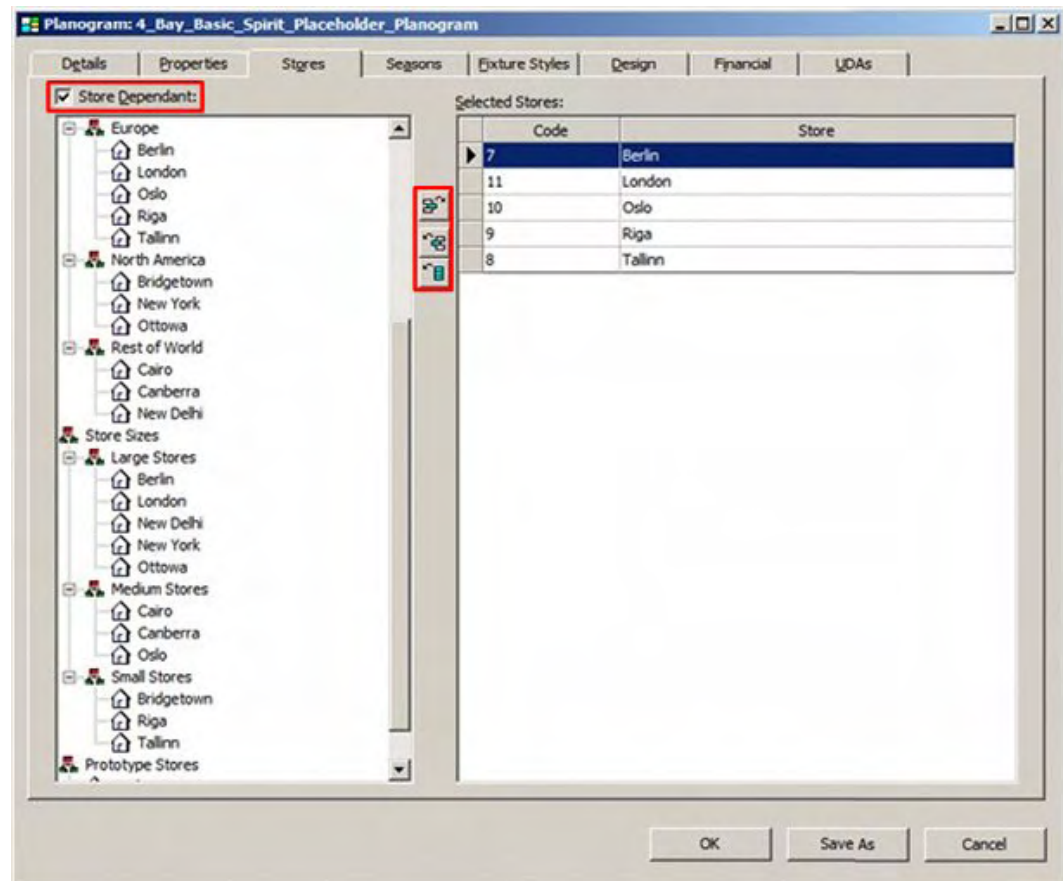 Planogram: 4_Bay_Basic_Spirit_Placeholder_Planogram
Details Properties Stores Seasons Fixture Styles Design Financial UDAs
Store Dependant:
Europe
Berlin
London
Oslo
Riga
Tallinn
North America
Bridgetown
New York
Ottowa
Rest of World
Cairo
Canberra
New Delhi
Store Sizes
Large Stores
Berlin
London
New Delhi
New York
Ottowa
Medium Stores
Cairo
Canberra
Oslo
Small Stores
Bridgetown
Riga
Tallinn
Prototype Stores
Selected Stores:
Code Store
7 Berlin
11 London
10 Oslo
9 Riga
8 Tallinn
OK Save As Cancel